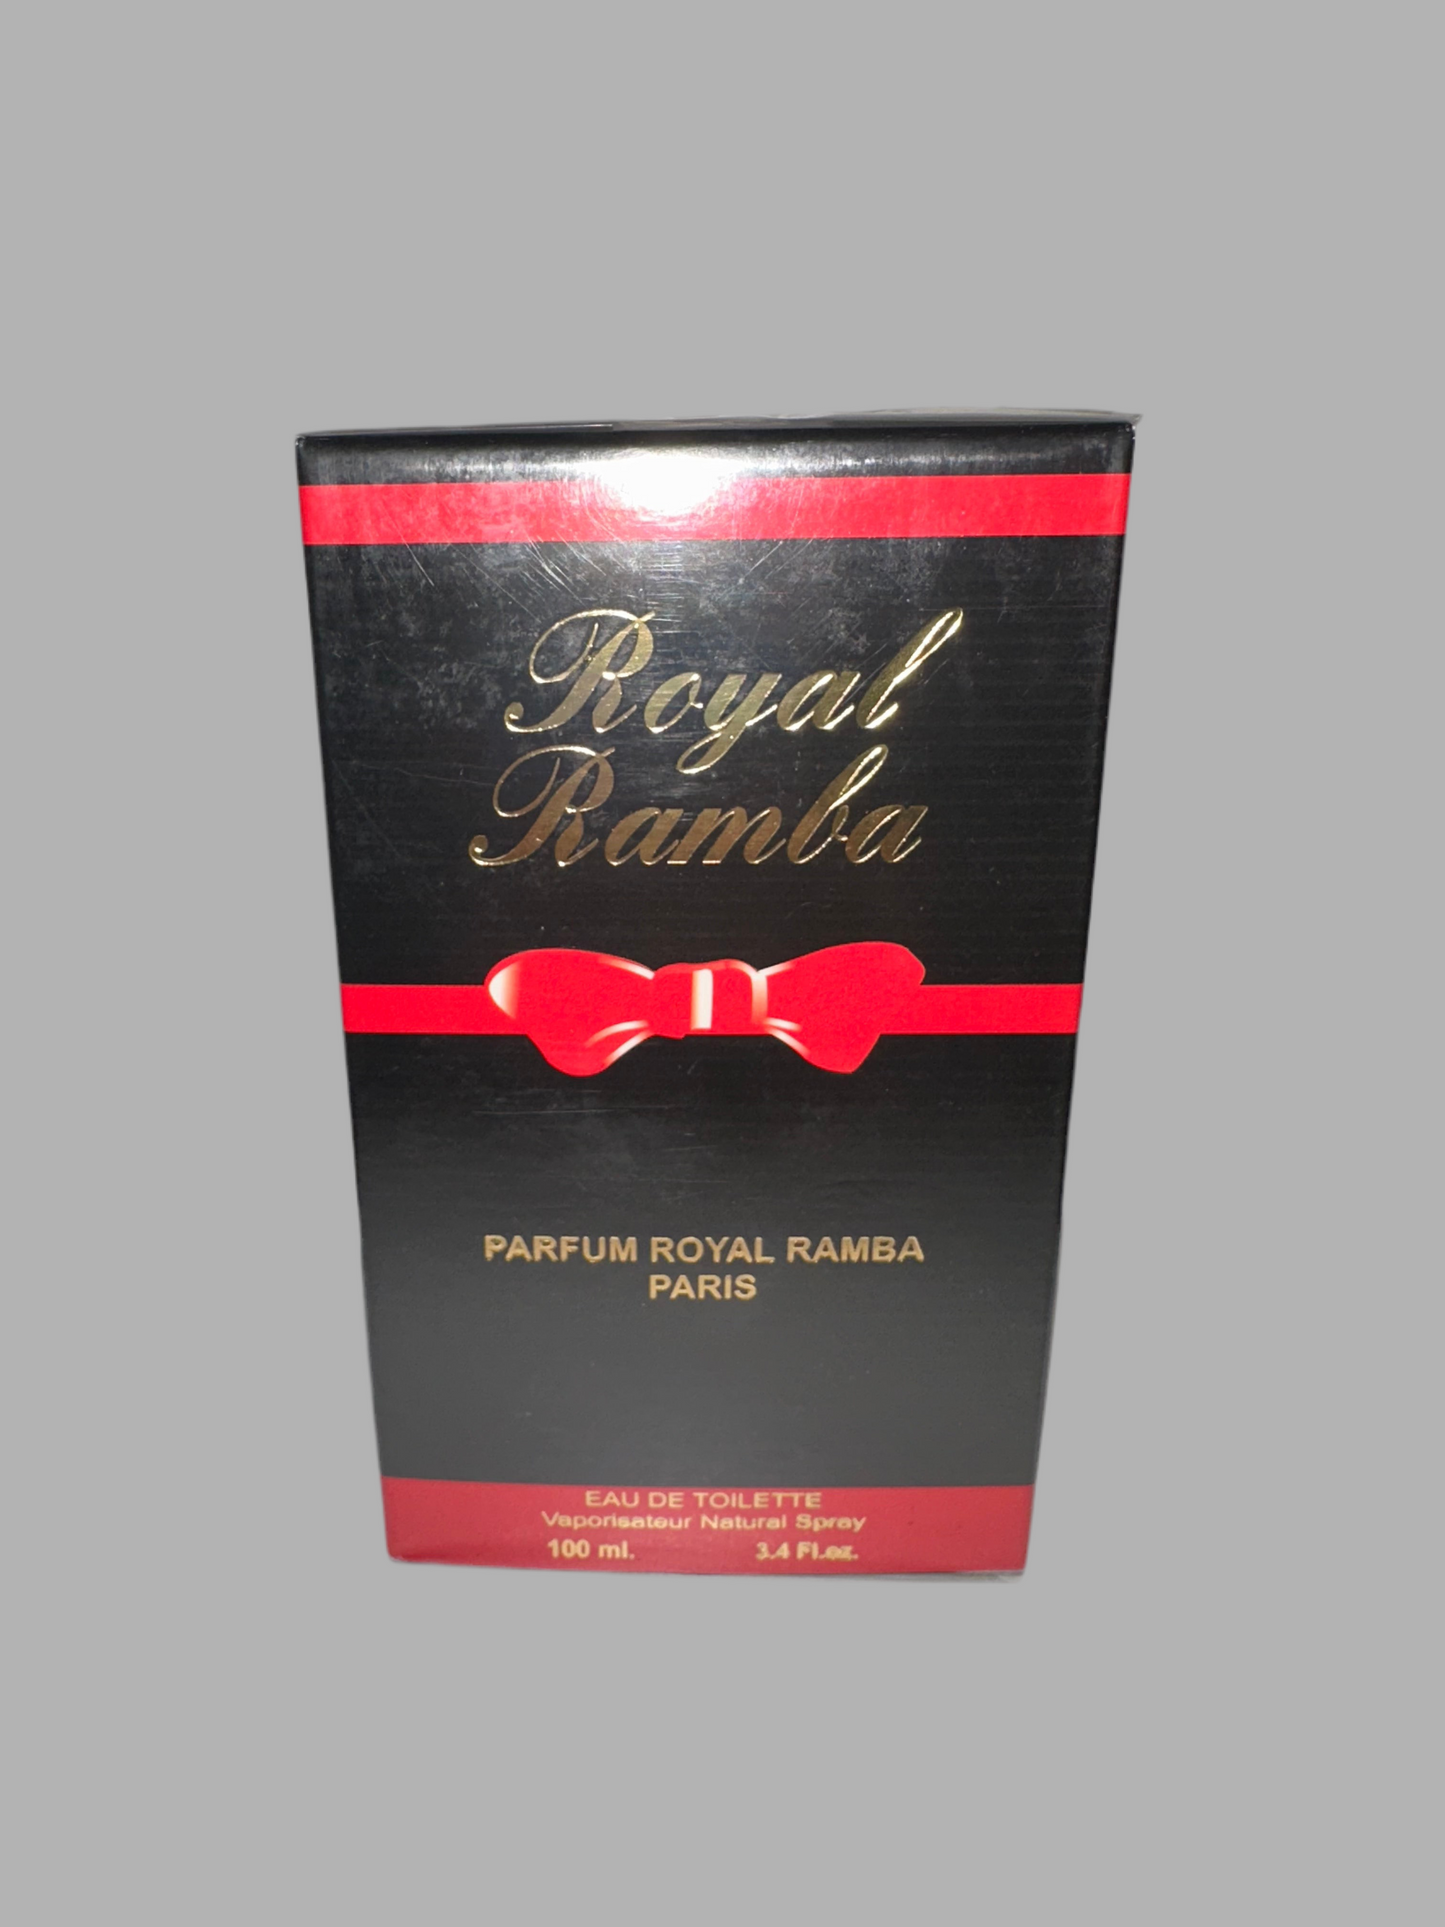 Royal
Ramba
PARFUM ROYAL RAMBA
PARIS
EAU DE TOILETTE
Vaporisateur Natural Spray
100 ml. 3.4 Fl.oz.